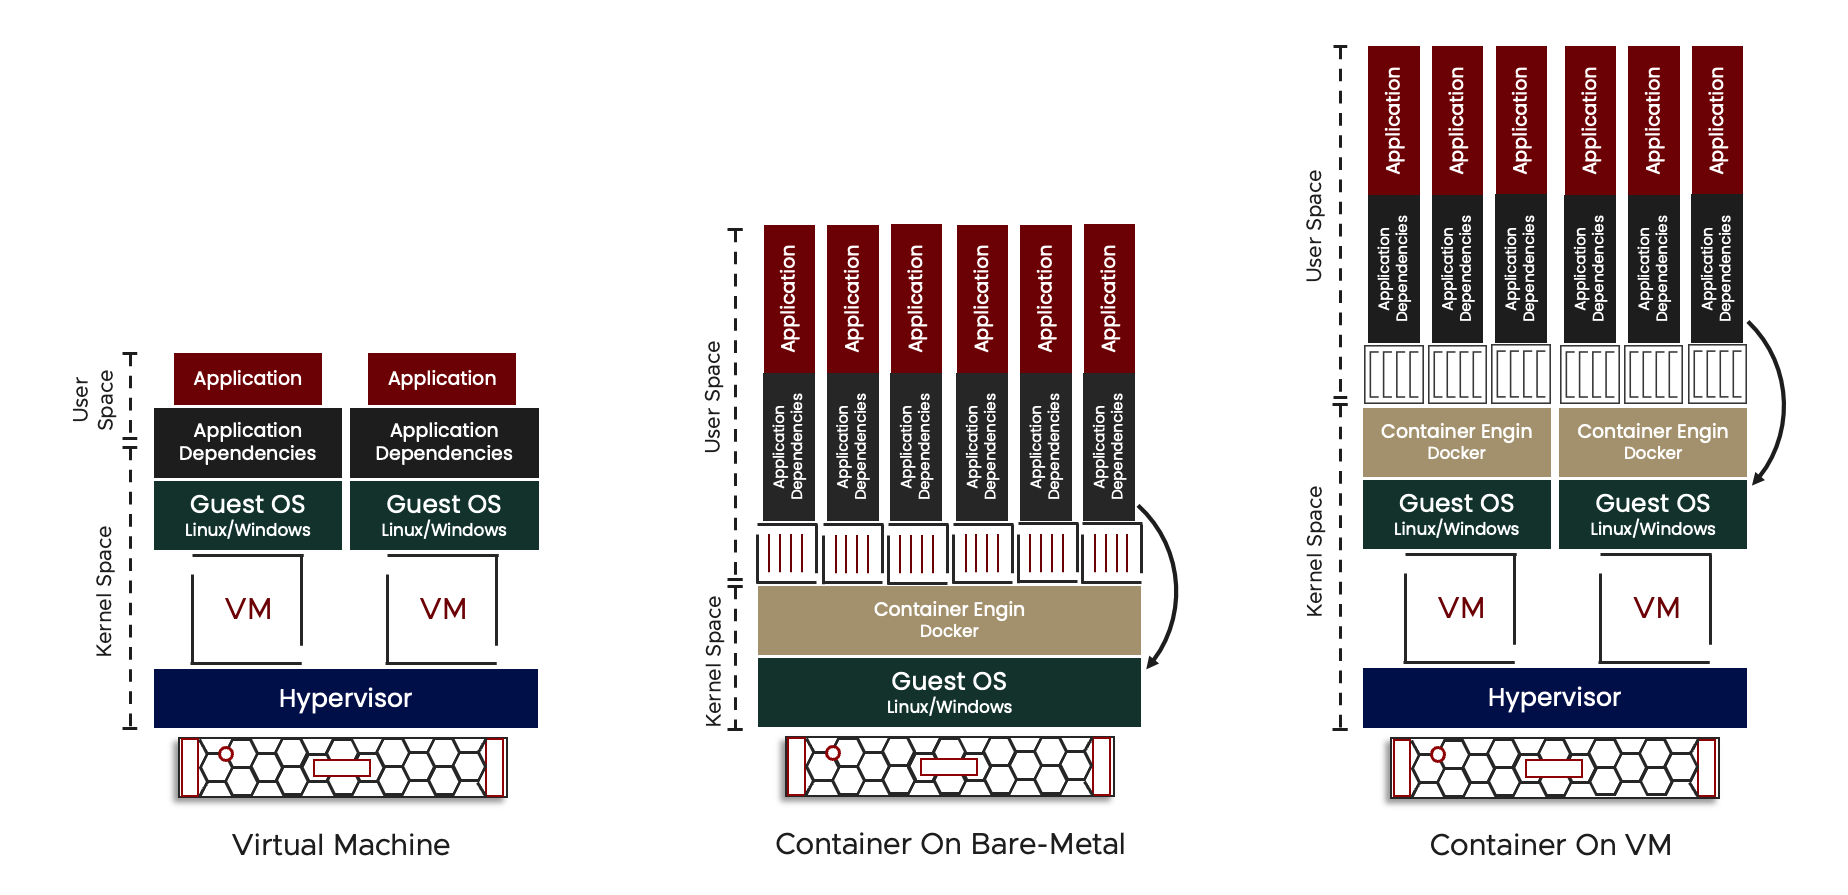 User
Space
Kernel Space
Application
Application
Application
Dependencies
Application
Dependencies
Guest OS
Linux/Windows
Guest OS
Linux/Windows
VM
VM
Hypervisor
Virtual Machine
User Space
Kernel Space
Application
Application
Application
Application
Application
Application
Application
Dependencies
Application
Dependencies
Application
Dependencies
Application
Dependencies
Application
Dependencies
Application
Dependencies
Container Engin
Docker
Guest OS
Linux/Windows
Container On Bare-Metal
User Space
Kernel Space
Application
Application
Application
Application
Application
Application
Application
Dependencies
Application
Dependencies
Application
Dependencies
Application
Dependencies
Application
Dependencies
Application
Dependencies
Container Engin
Docker
Container Engin
Docker
Guest OS
Linux/Windows
Guest OS
Linux/Windows
VM
VM
Hypervisor
Container On VM